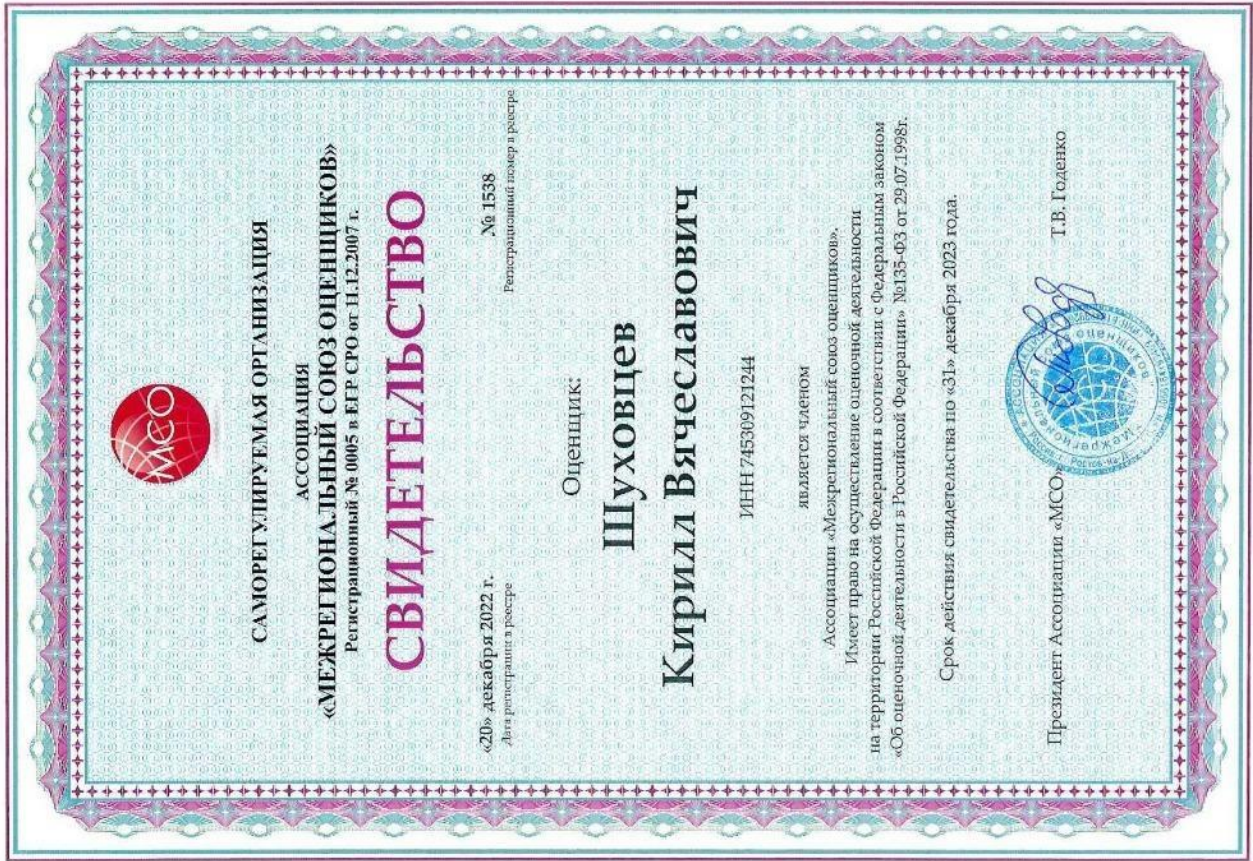 МСО
САМОРЕГУЛИРУЕМАЯ ОРГАНИЗАЦИЯ
АССОЦИАЦИЯ
«МЕЖРЕГИОНАЛЬНЫЙ СОЮЗ ОЦЕНЩИКОВ»
Регистрационный № 0005 в ЕГР СРО от 11.12.2007 г.
СВИДЕТЕЛЬСТВО
«20» декабря 2022 г. № 1538
Дата регистрации в реестре Регистрационный номер в реестре
Оценщик:
Шуховцев
Кирилл Вячеславович
ИНН 745309121244
является членом
Ассоциации «Межрегиональный союз оценщиков».
Имеет право на осуществление оценочной деятельности
на территории Российской Федерации в соответствии с Федеральным законом
«Об оценочной деятельности в Российской Федерации» №135-ФЗ от 29.07.1998г.
Срок действия свидетельства по «31» декабря 2023 года.
Президент Ассоциации «МСО» Т.В. Годенко